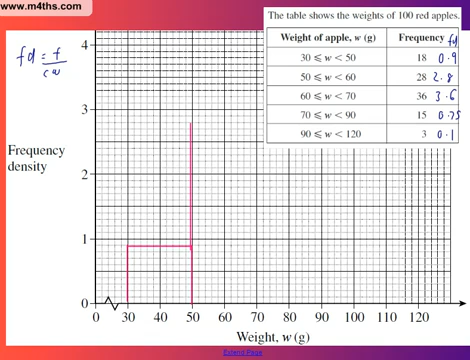 www.m4ths.com
The table shows the weights of 100 red apples.
Weight of apple, w (g) Frequency fd
30 ⩽ w < 50 18 0.9
50 ⩽ w < 60 28 2.8
60 ⩽ w < 70 36 3.6
70 ⩽ w < 90 15 0.75
90 ⩽ w < 120 3 0.1
fd = f
cw
4
3
Frequency
density
2
1
0
0 30 40 50 60 70 80 90 100 110 120
Weight, w (g)
Extend Page